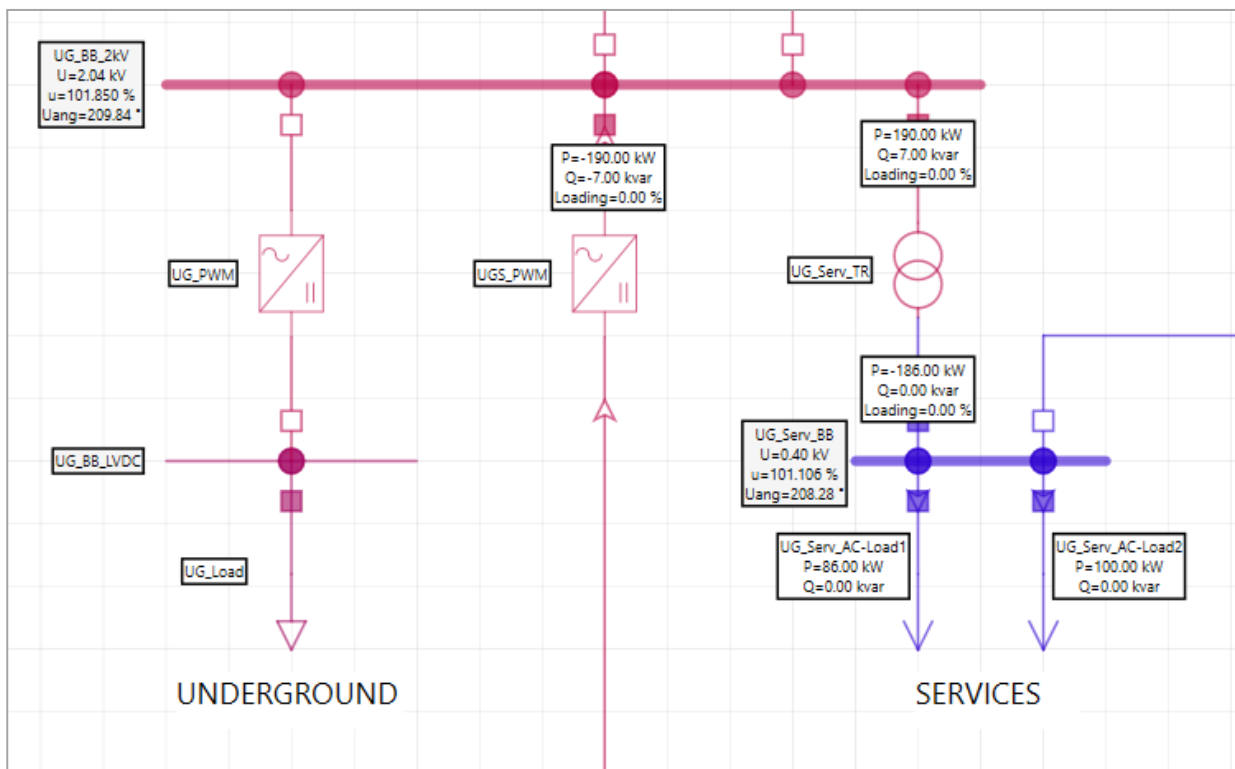 UG_BB_2kV
U=2.04 kV
u=101.850 %
Uang=209.84 °
P=-190.00 kW
Q=-7.00 kvar
Loading=0.00 %
P=190.00 kW
Q=7.00 kvar
Loading=0.00 %
UG_PWM
UGS_PWM
UG_Serv_TR
P=-186.00 kW
Q=0.00 kvar
Loading=0.00 %
UG_BB_LVDC
UG_Serv_BB
U=0.40 kV
u=101.106 %
Uang=208.28 °
UG_Load
UG_Serv_AC-Load1
P=86.00 kW
Q=0.00 kvar
UG_Serv_AC-Load2
P=100.00 kW
Q=0.00 kvar
UNDERGROUND
SERVICES